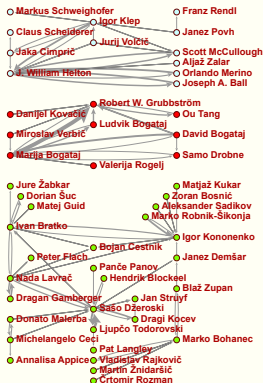 Markus Schweighofer
Franz Rendl
Igor Klep
Claus Scheiderer
Janez Povh
Jurij Volčič
Jaka Cimprič
Scott McCullough
Aljaž Zalar
J. William Helton
Orlando Merino
Joseph A. Ball
Robert W. Grubbström
Danijel Kovačić
Ou Tang
Ludvik Bogataj
Miroslav Verbič
David Bogataj
Marija Bogataj
Samo Drobne
Valerija Rogelj
Jure Žabkar
Matjaž Kukar
Dorian Šuc
Zoran Bosnić
Matej Guid
Aleksander Sadikov
Marko Robnik-Šikonja
Ivan Bratko
Igor Kononenko
Bojan Cestnik
Peter Flach
Janez Demšar
Panče Panov
Nada Lavrač
Hendrik Blockeel
Blaž Zupan
Dragan Gamberger
Jan Struyf
Sašo Džeroski
Donato Malerba
Dragi Kocev
Ljupčo Todorovski
Michelangelo Ceci
Marko Bohanec
Pat Langley
Annalisa Appice
Vladislav Rajkovič
Martin Žnidaršič
Črtomir Rozman